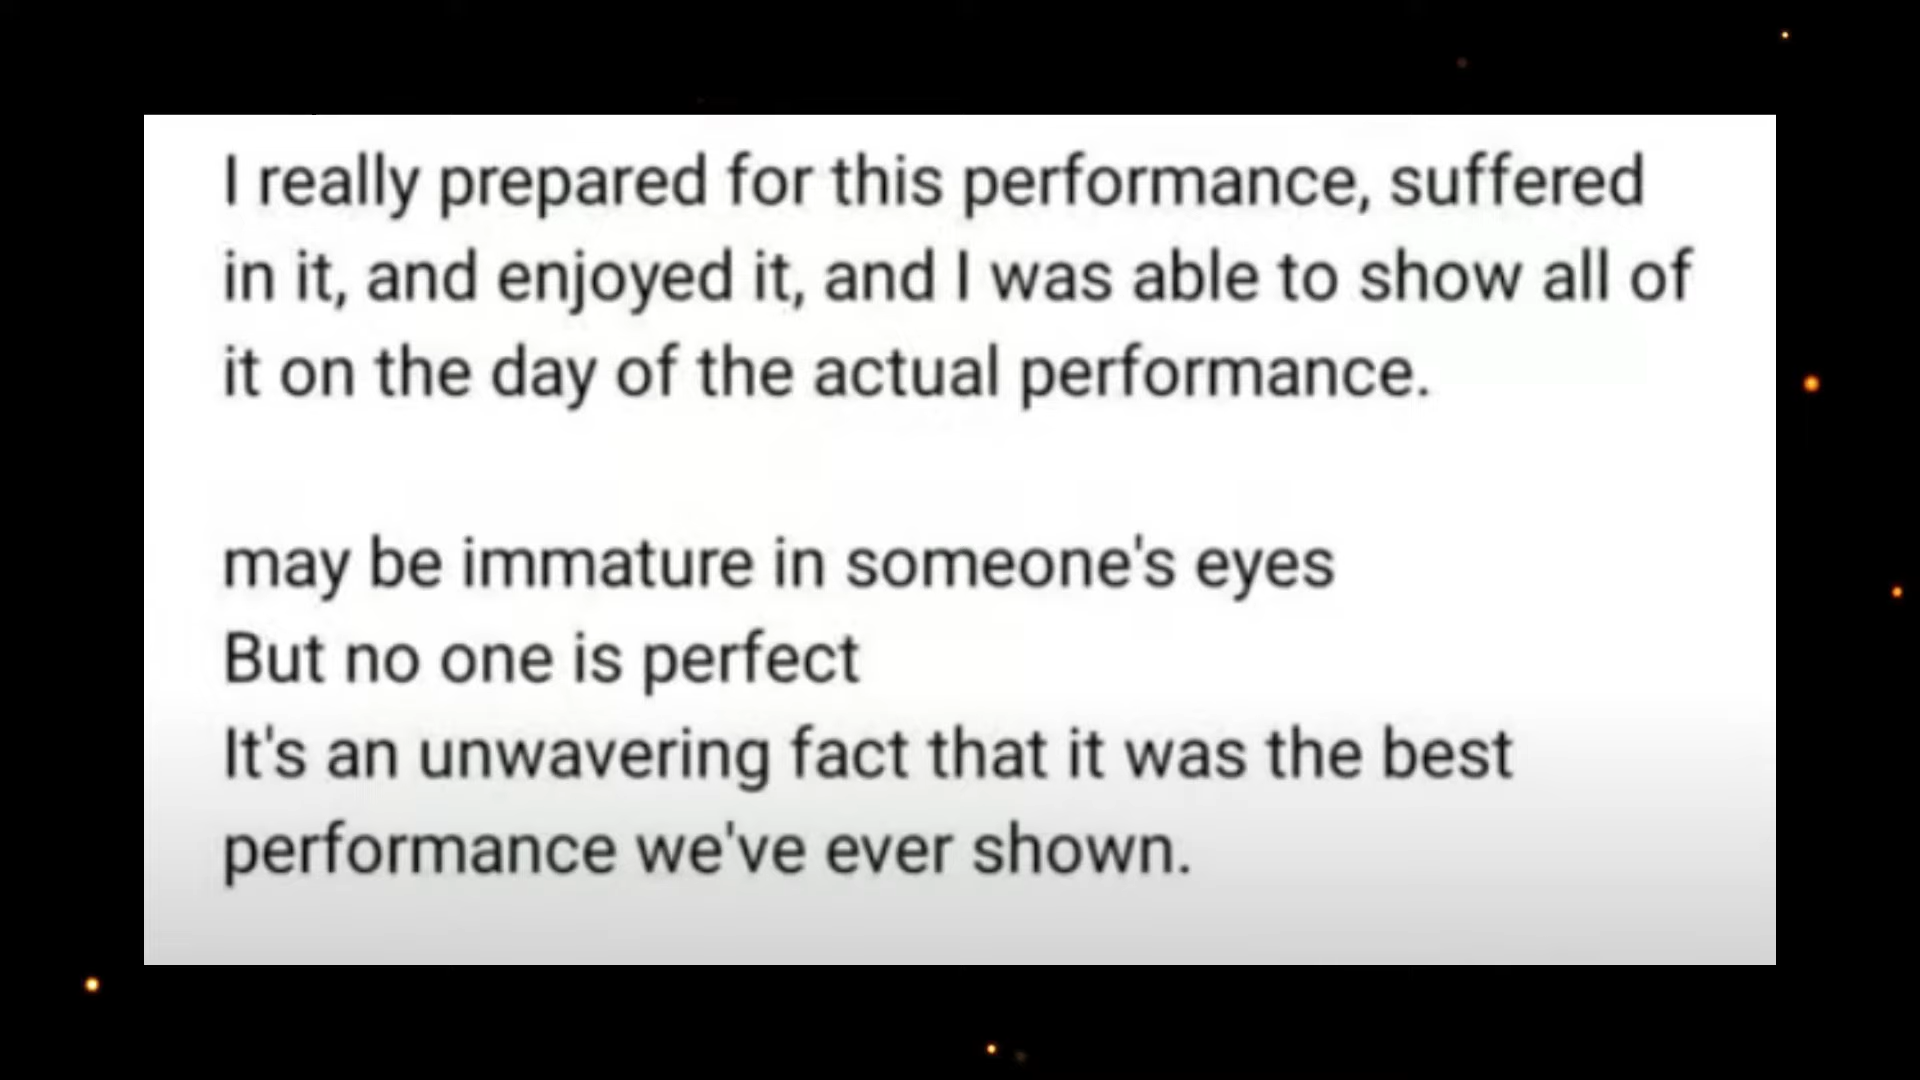 I really prepared for this performance, suffered
in it, and enjoyed it, and I was able to show all of
it on the day of the actual performance.
may be immature in someone's eyes
But no one is perfect
It's an unwavering fact that it was the best
performance we've ever shown.